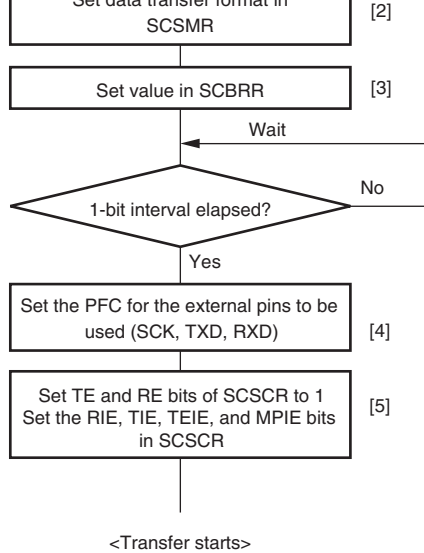 Set data transfer format in
SCSMR
[2]
Set value in SCBRR
[3]
Wait
1-bit interval elapsed?
No
Yes
Set the PFC for the external pins to be
used (SCK, TXD, RXD)
[4]
Set TE and RE bits of SCSCR to 1
Set the RIE, TIE, TEIE, and MPIE bits
in SCSCR
[5]
<Transfer starts>